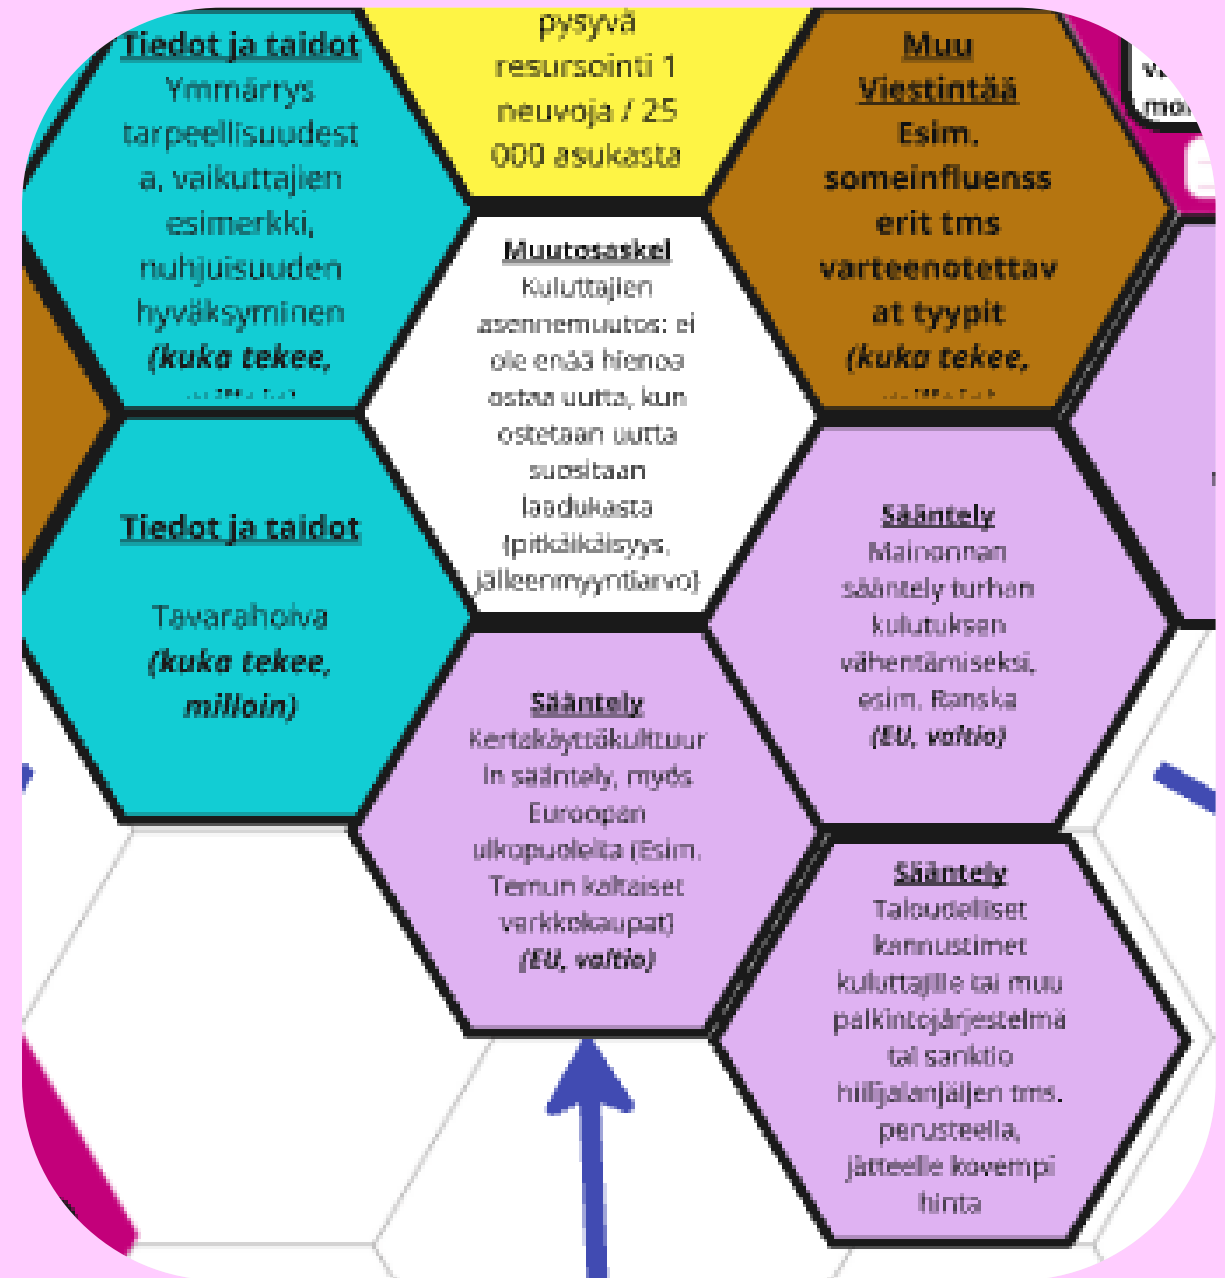 Tiedot ja taidot
Ymmärrys
tarpeellisuudest
a, vaikuttajien
esimerkki,
nuhjuisuuden
hyväksyminen
(kuka tekee,
pysyvä
resursointi 1
neuvoja / 25
000 asukasta
Muu
Viestintää
Esim.
someinfluenss
erit tms
varteenotettav
at tyypit
(kuka tekee,
Muutosaskel
Kuluttajien
asennemuutos: ei
ole enää hienoa
ostaa uutta, kun
ostetaan uutta
suositaan
laadukasta
(pitkäikäisyys,
jälleenmyyntiarvo)
Tiedot ja taidot
Tavarahoiva
(kuka tekee,
milloin)
Sääntely
Mainonnan
sääntely turhan
kulutuksen
vähentämiseksi,
esim. Ranska
(EU, valtio)
Sääntely
Kertakäyttökulttuur
in sääntely, myös
Euroopan
ulkopuolelta (Esim.
Temun kaltaiset
verkkokaupat)
(EU, valtio)
Sääntely
Taloudelliset
kannustimet
kuluttajille tai muu
palkintojärjestelmä
tai sanktio
hiilijalanjäljen tms.
perusteella,
jätteelle kovempi
hinta